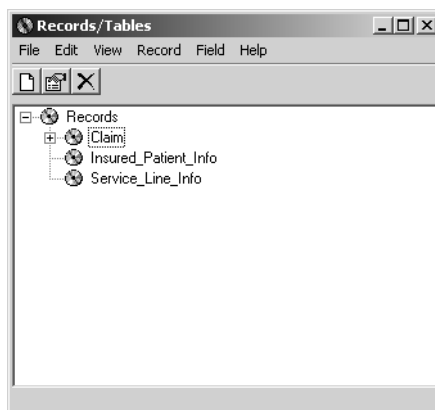 Records/Tables
File Edit View Record Field Help
Records
Claim
Insured_Patient_Info
Service_Line_Info